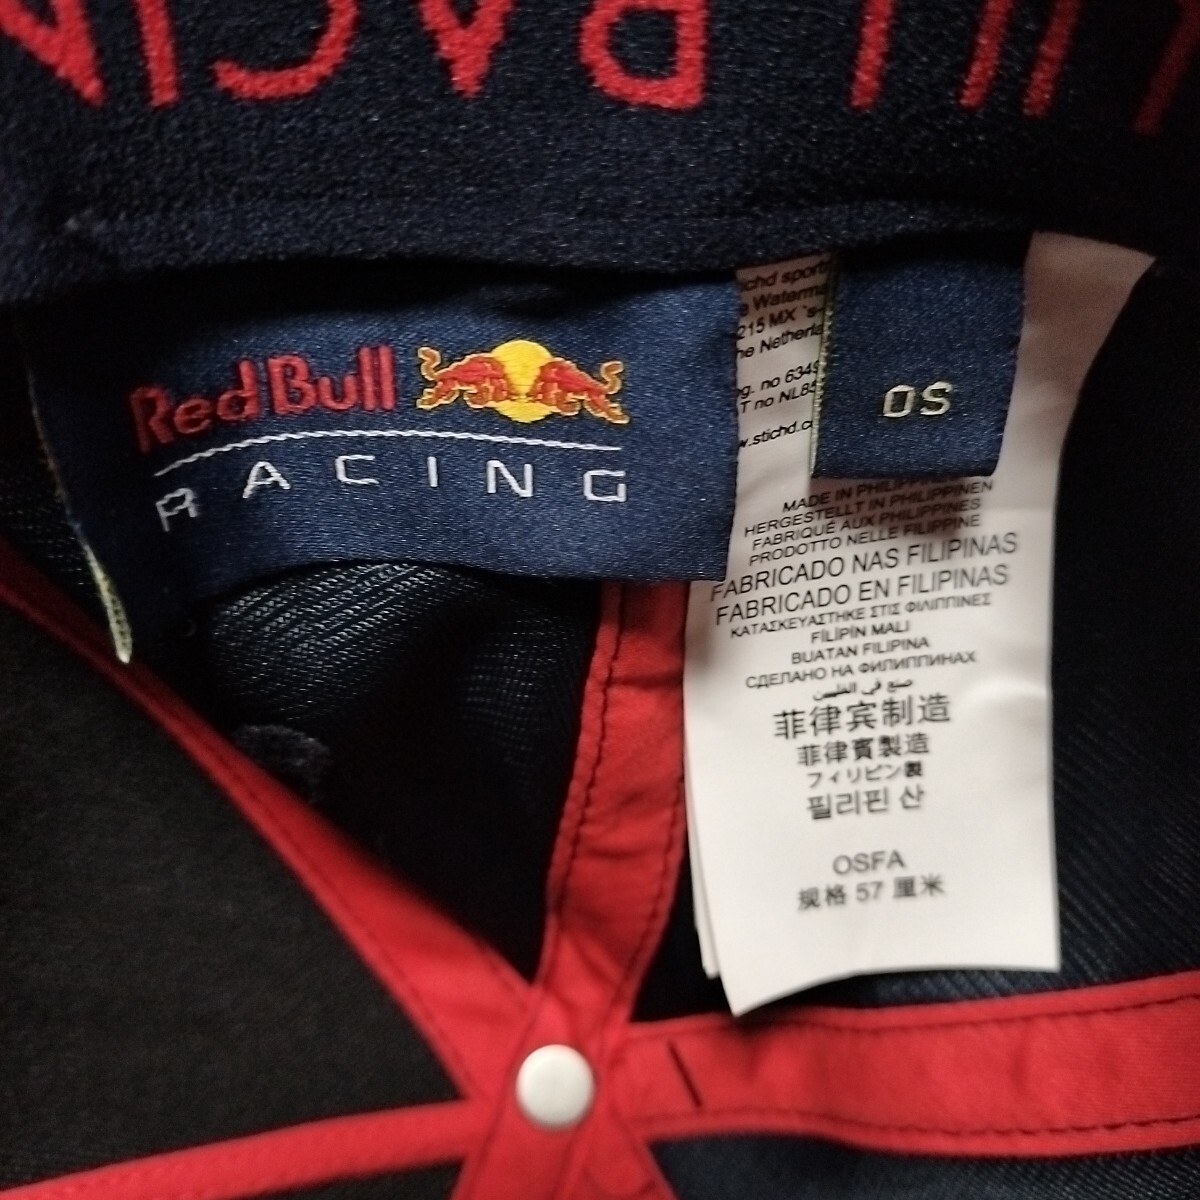 Red Bull
RACING
OS
MADE IN
HERGESTELLT IN PHILIPPINEN
FABRIQUÉ AUX PHILIPPINES
PRODOTTO NELLE FILIPPINE
FABRICADO NAS FILIPINAS
FABRICADO EN FILIPINAS
ΚΑΤΑΣΚΕΥΑΣΤΗΚΕ ΣΤΙΣ ΦΙΛΙΠΠΙΝΕΣ
FİLİPİN MALI
BUATAN FILIPINA
СДЕЛАНО НА ФИЛИППИНАХ
صنع في الفلبين
菲律宾制造
菲律賓製造
フィリピン製
필리핀 산
OSFA
规格 57 厘米